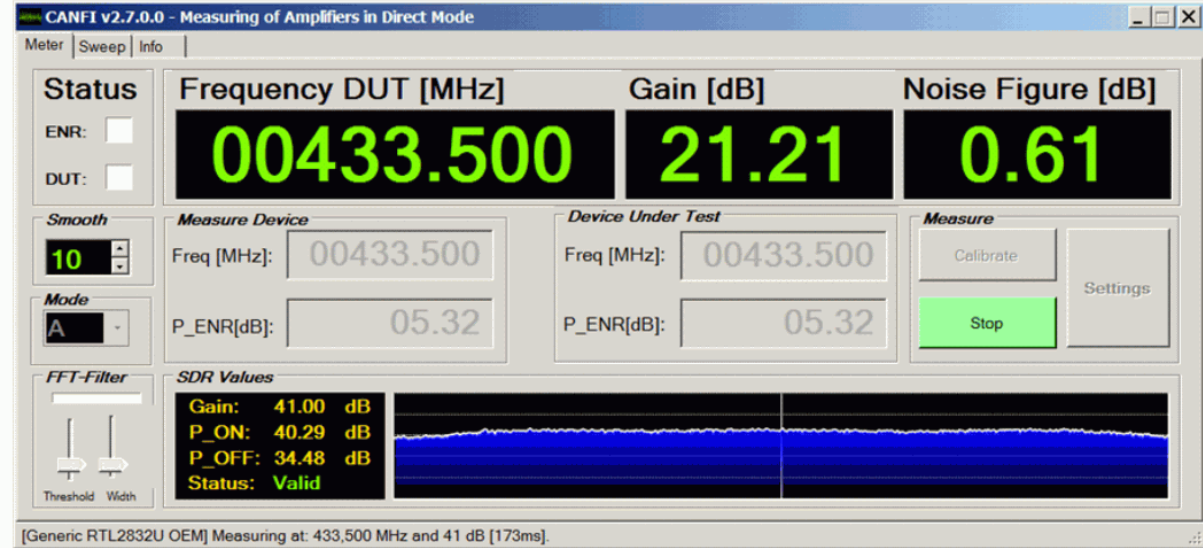 CANFI v2.7.0.0 - Measuring of Amplifiers in Direct Mode
Meter Sweep Info
Status
ENR:
DUT:
Frequency DUT [MHz] Gain [dB] Noise Figure [dB]
00433.500 21.21 0.61
Smooth
10
Mode
A
Measure Device
Freq [MHz]: 00433.500
P_ENR[dB]: 05.32
Device Under Test
Freq [MHz]: 00433.500
P_ENR[dB]: 05.32
Measure
Calibrate
Stop
Settings
FFT-Filter
Threshold Width
SDR Values
Gain: 41.00 dB
P_ON: 40.29 dB
P_OFF: 34.48 dB
Status: Valid
[Generic RTL2832U OEM] Measuring at: 433,500 MHz and 41 dB [173ms].